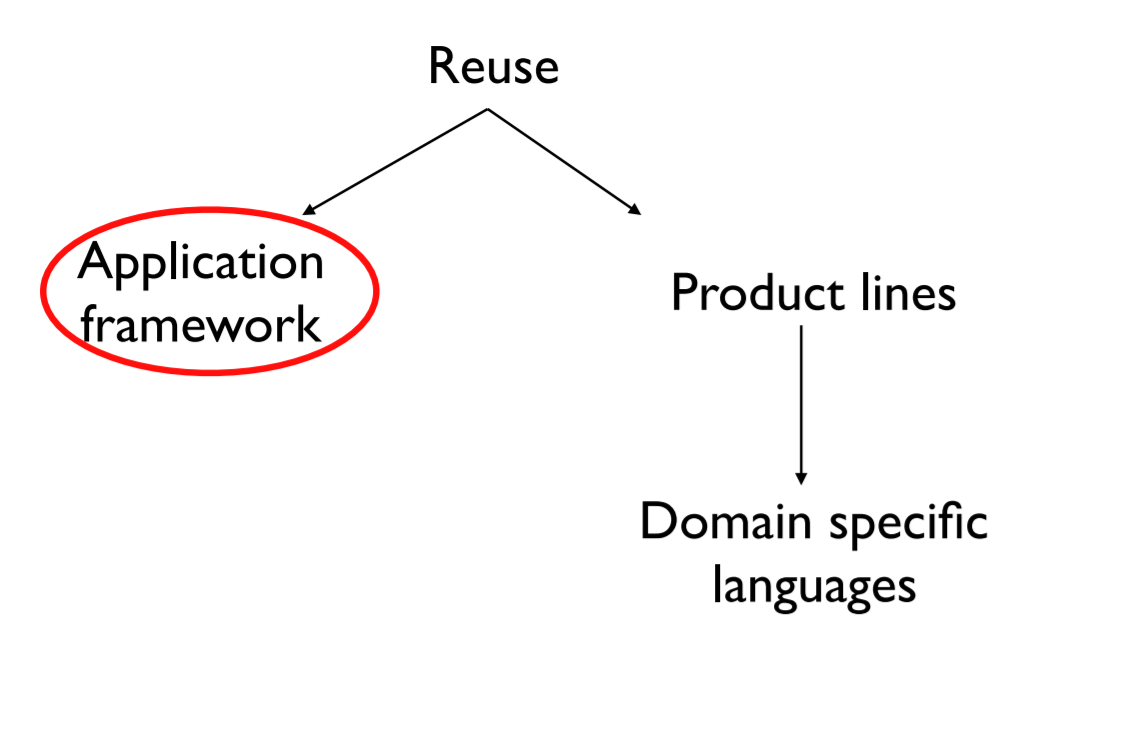 Reuse
Application
framework
Product lines
Domain specific
languages